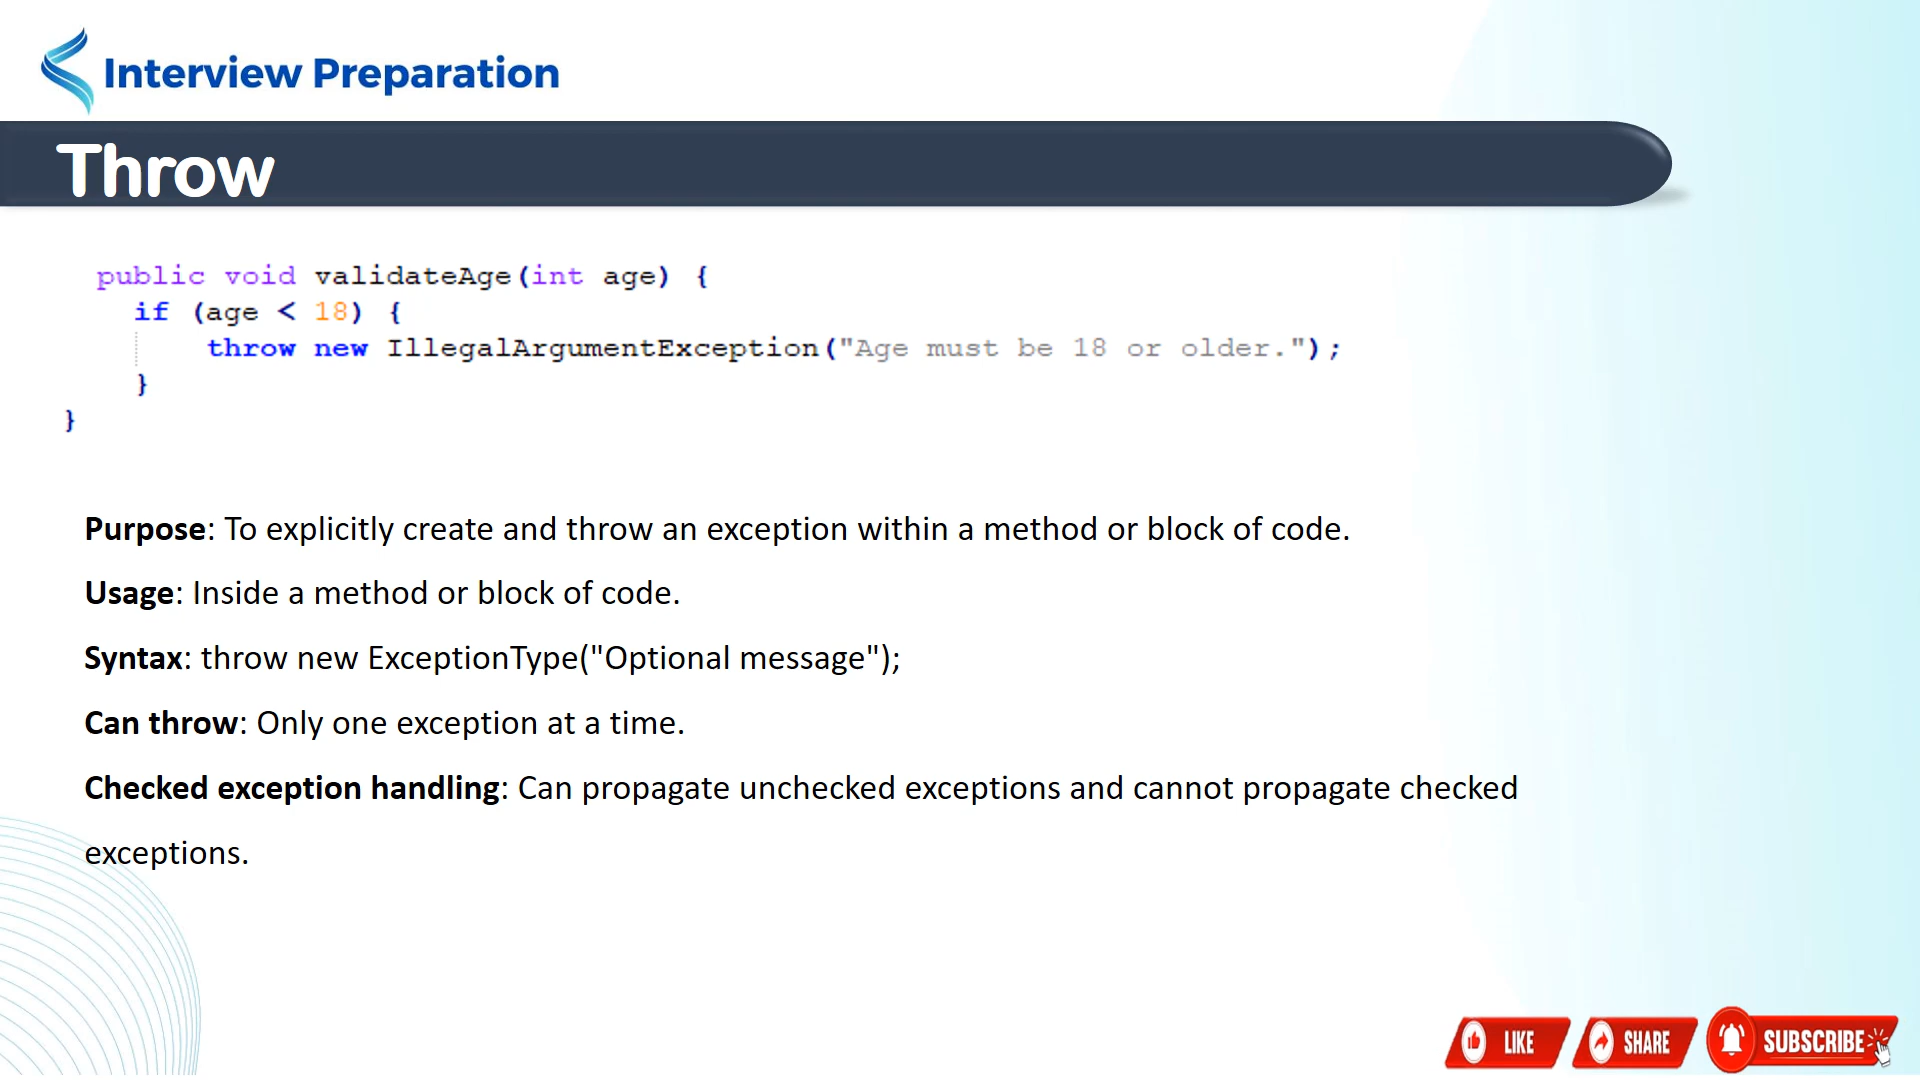 Interview Preparation
Throw
public void validateAge(int age) {
if (age < 18) {
throw new IllegalArgumentException("Age must be 18 or older.");
}
}
Purpose: To explicitly create and throw an exception within a method or block of code.
Usage: Inside a method or block of code.
Syntax: throw new ExceptionType("Optional message");
Can throw: Only one exception at a time.
Checked exception handling: Can propagate unchecked exceptions and cannot propagate checked
exceptions.
LIKE SHARE SUBSCRIBE